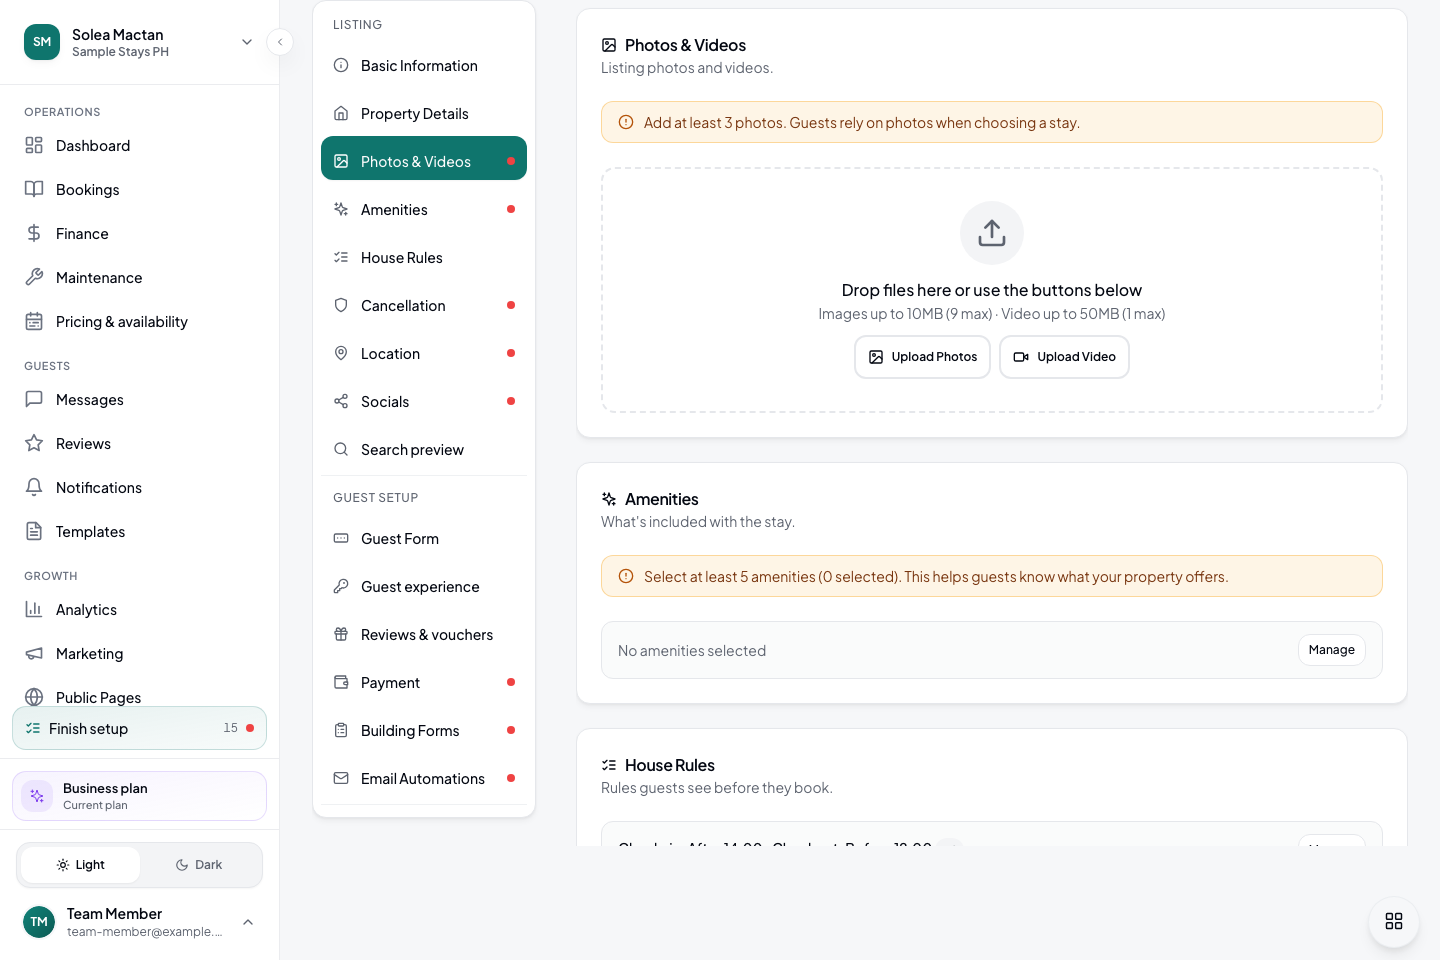 SM
Solea Mactan
Sample Stays PH
OPERATIONS
Dashboard
Bookings
Finance
Maintenance
Pricing & availability
GUESTS
Messages
Reviews
Notifications
Templates
GROWTH
Analytics
Marketing
Public Pages
Finish setup 15
Business plan
Current plan
Light Dark
TM
Team Member
team-member@example....
LISTING
Basic Information
Property Details
Photos & Videos
Amenities
House Rules
Cancellation
Location
Socials
Search preview
GUEST SETUP
Guest Form
Guest experience
Reviews & vouchers
Payment
Building Forms
Email Automations
Photos & Videos
Listing photos and videos.
Add at least 3 photos. Guests rely on photos when choosing a stay.
Drop files here or use the buttons below
Images up to 10MB (9 max) · Video up to 50MB (1 max)
Upload Photos Upload Video
Amenities
What's included with the stay.
Select at least 5 amenities (0 selected). This helps guests know what your property offers.
No amenities selected Manage
House Rules
Rules guests see before they book.